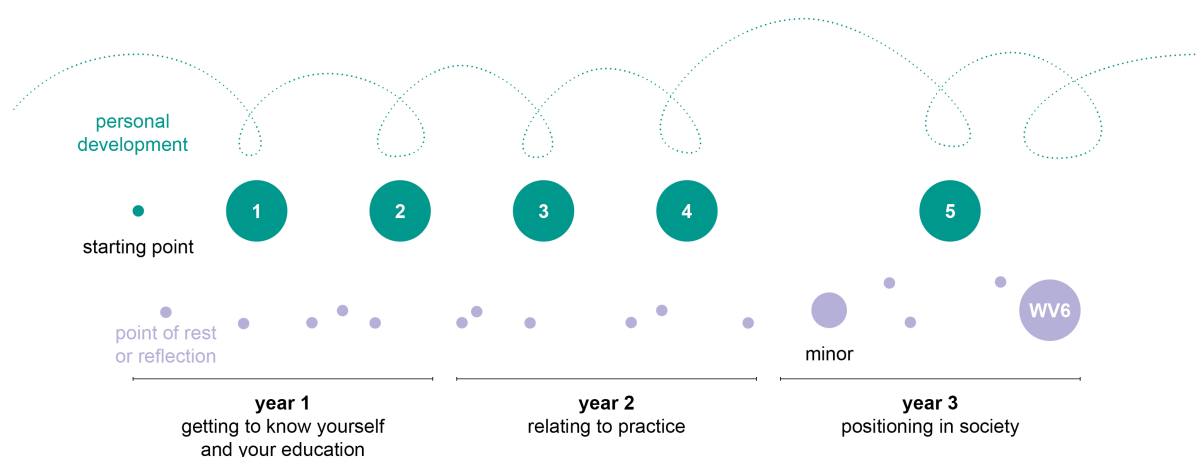 personal
development
1
2
3
4
5
starting point
point of rest
or reflection
WV6
minor
year 1
getting to know yourself
and your education
year 2
relating to practice
year 3
positioning in society